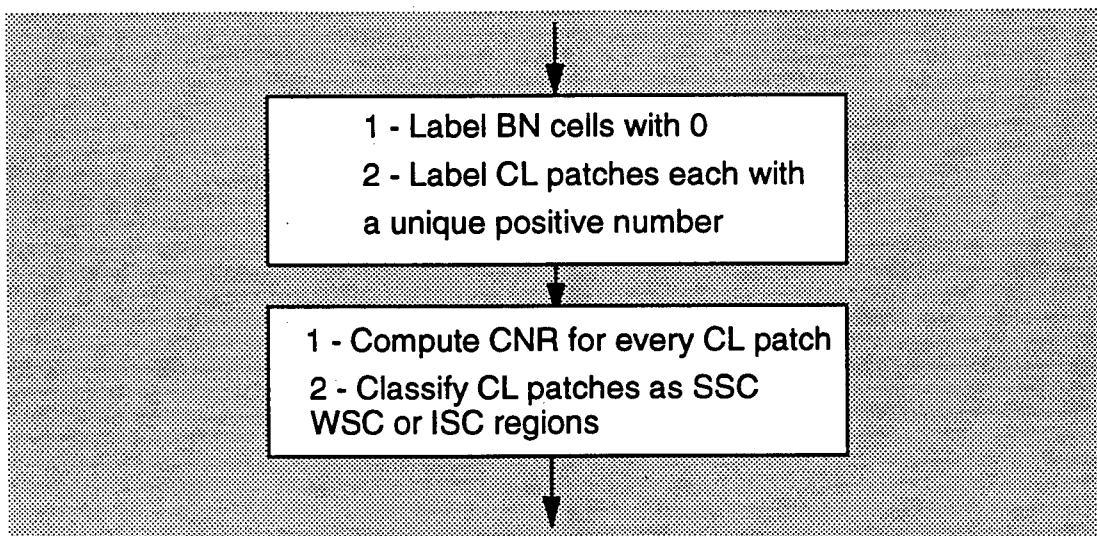 1 - Label BN cells with 0
2 - Label CL patches each with
a unique positive number
1 - Compute CNR for every CL patch
2 - Classify CL patches as SSC
WSC or ISC regions